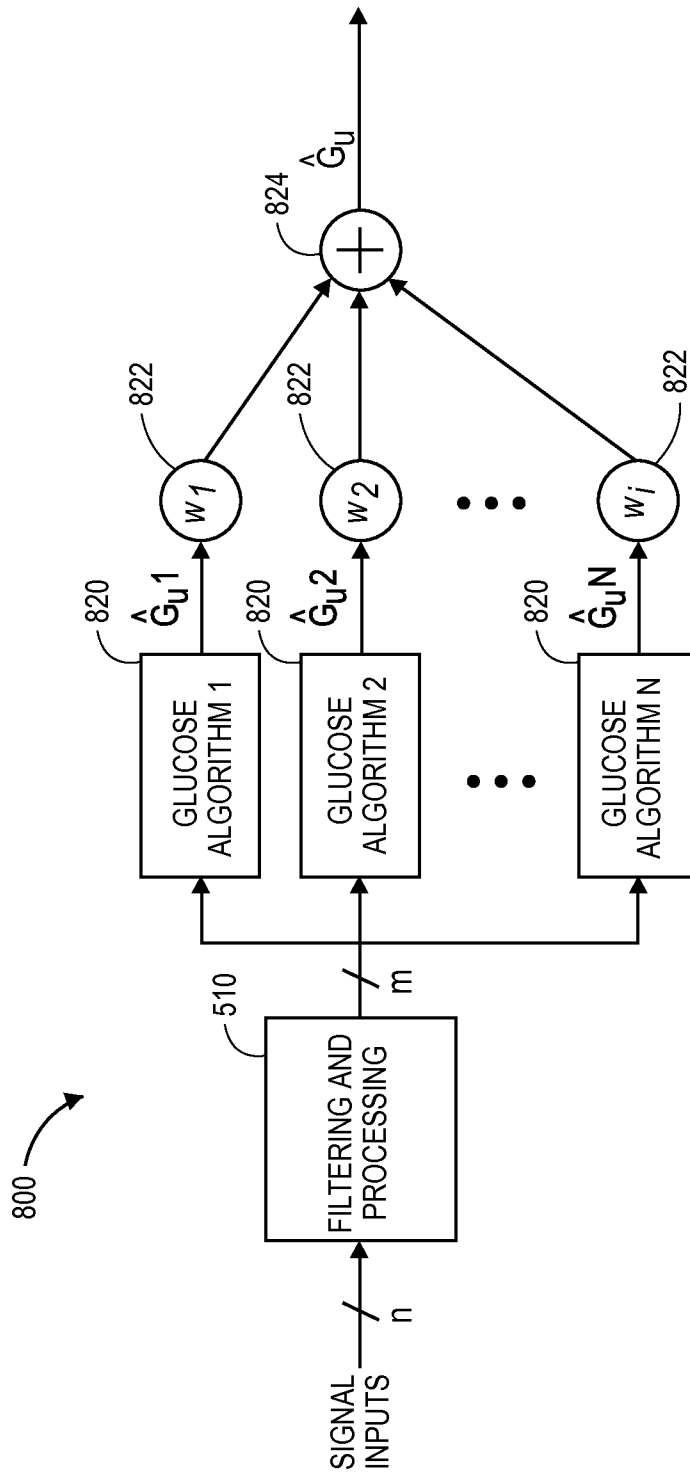 800
SIGNAL
INPUTS
n
510
FILTERING AND
PROCESSING
m
820
GLUCOSE
ALGORITHM 1
Ĝu1
822
w1
820
GLUCOSE
ALGORITHM 2
Ĝu2
822
w2
820
GLUCOSE
ALGORITHM N
ĜuN
822
wi
824
+
Ĝu